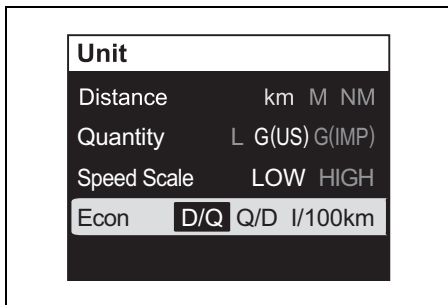 Unit
Distance km M NM
Quantity L G(US) G(IMP)
Speed Scale LOW HIGH
Econ D/Q Q/D l/100km